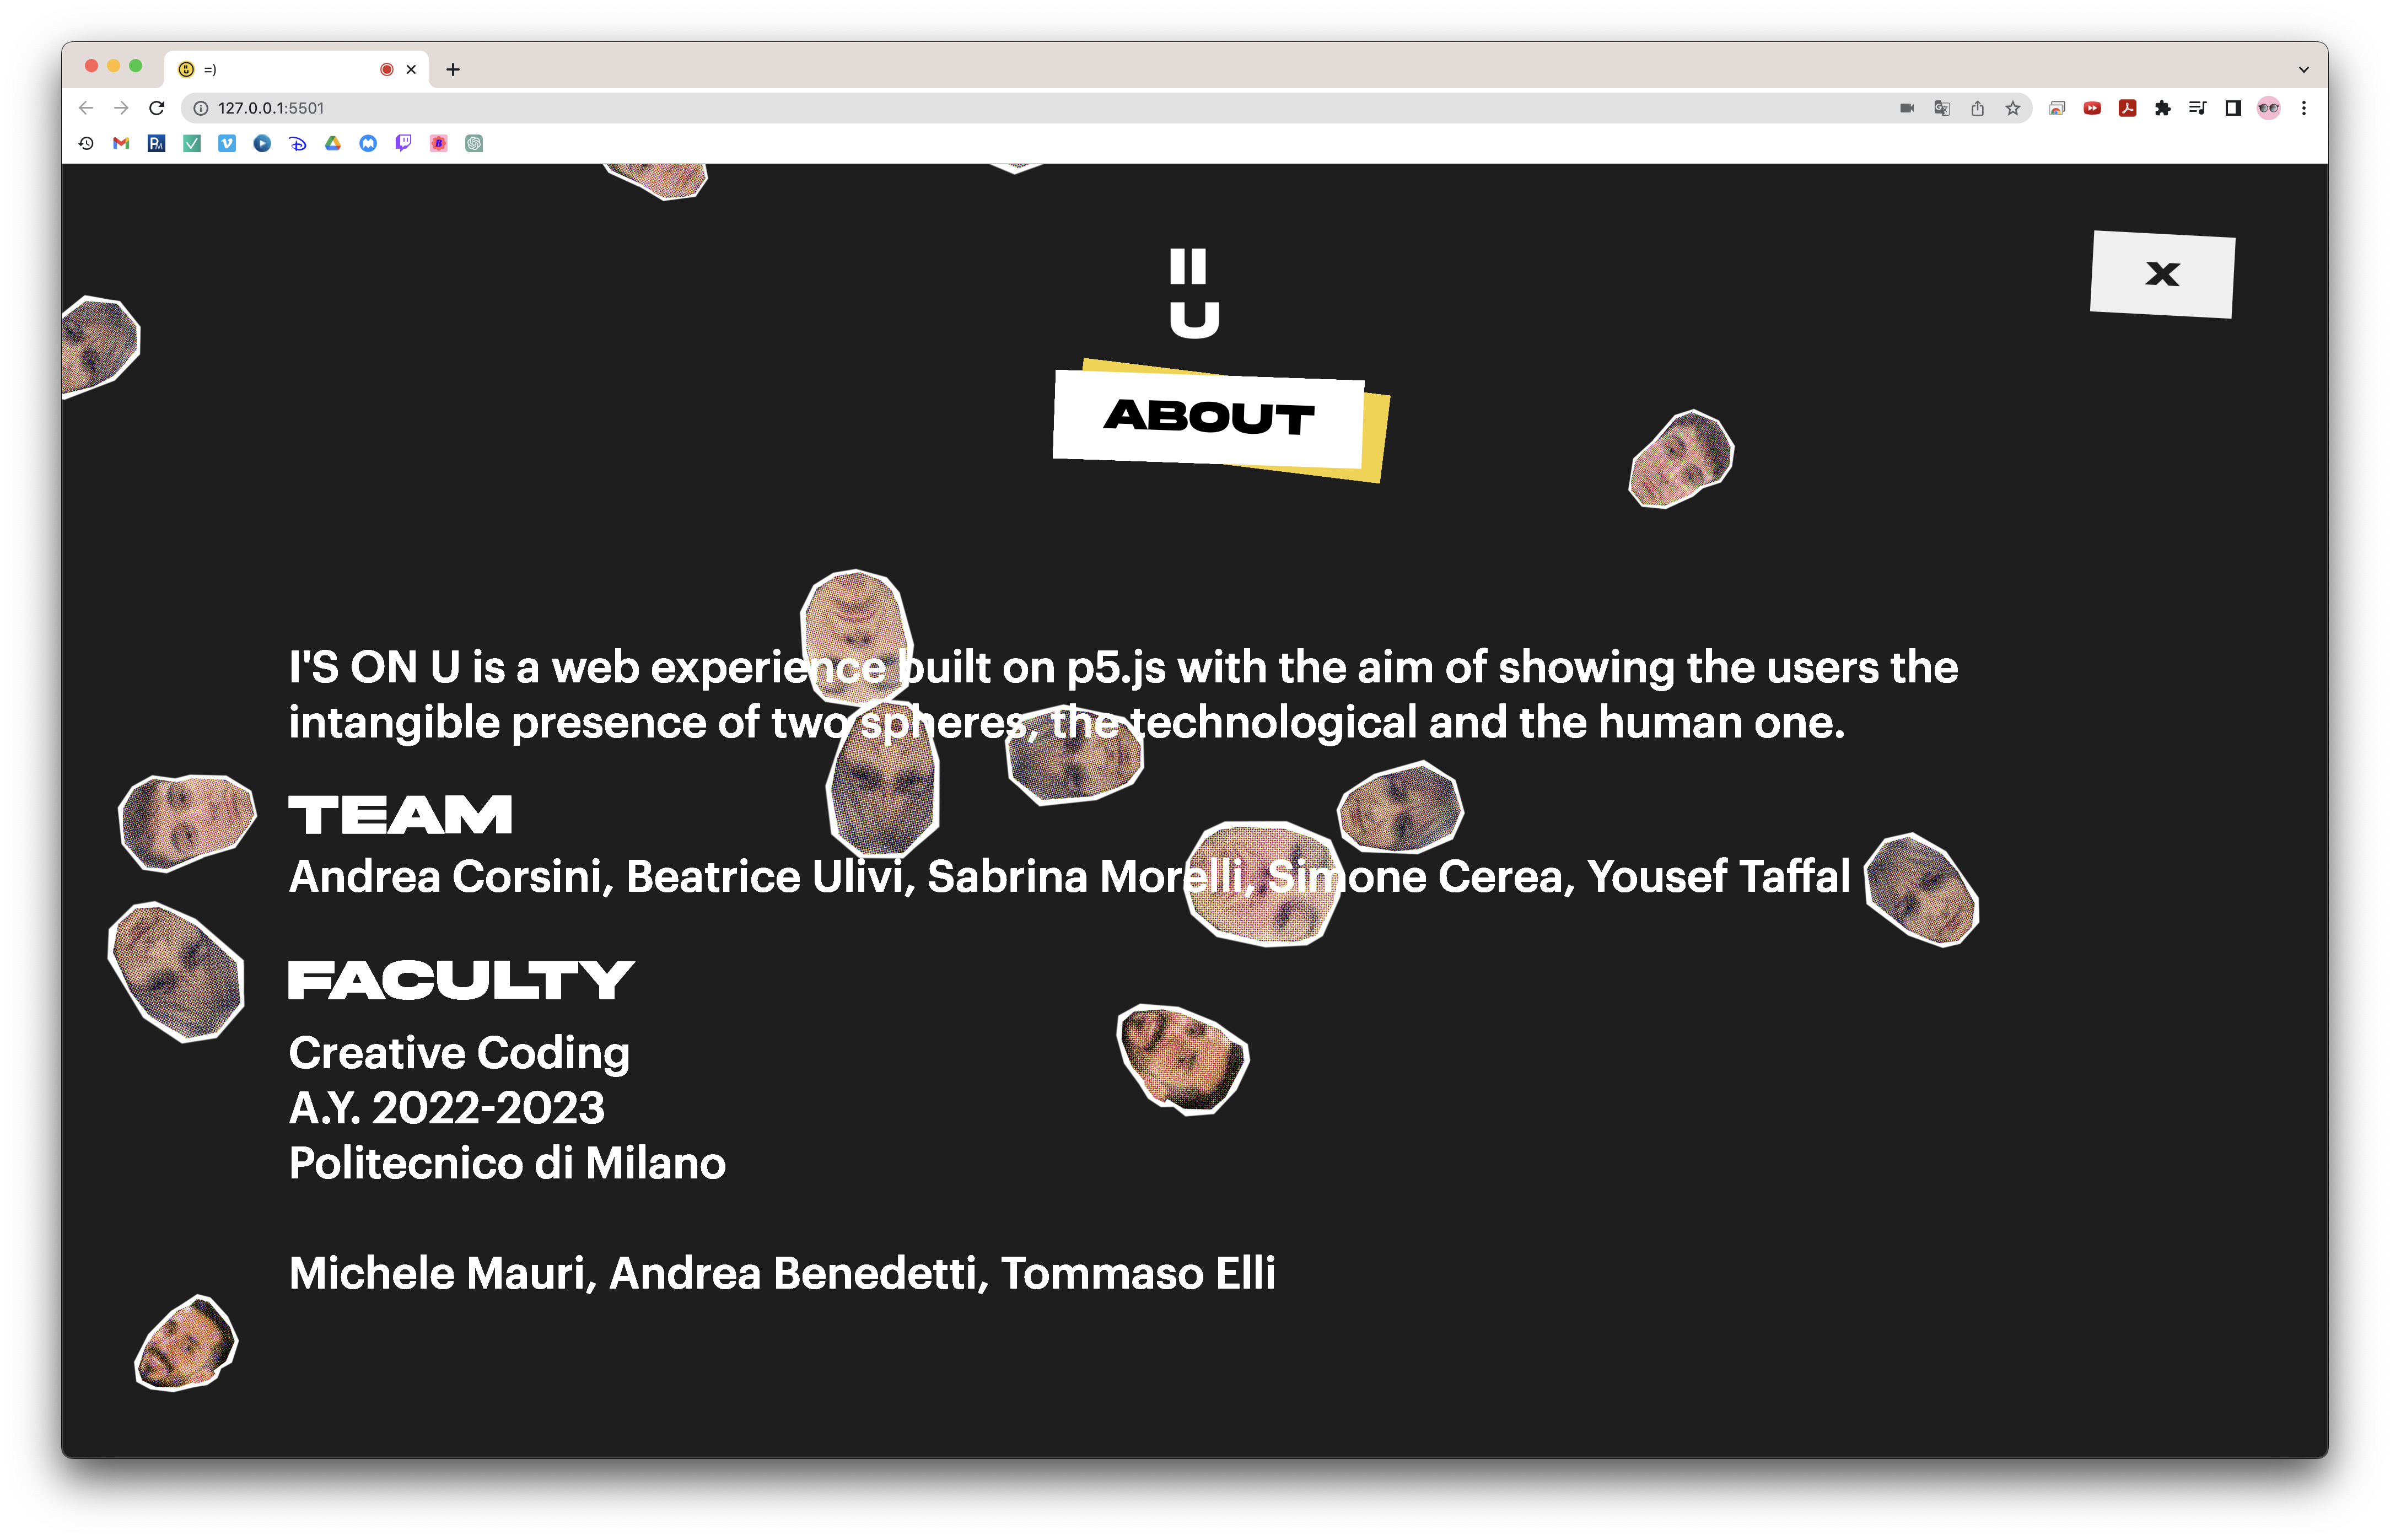 =)
127.0.0.1:5501
II
U
X
ABOUT
I'S ON U is a web experience built on p5.js with the aim of showing the users the
intangible presence of two spheres, the technological and the human one.
TEAM
Andrea Corsini, Beatrice Ulivi, Sabrina Morelli, Simone Cerea, Yousef Taffal
FACULTY
Creative Coding
A.Y. 2022-2023
Politecnico di Milano
Michele Mauri, Andrea Benedetti, Tommaso Elli